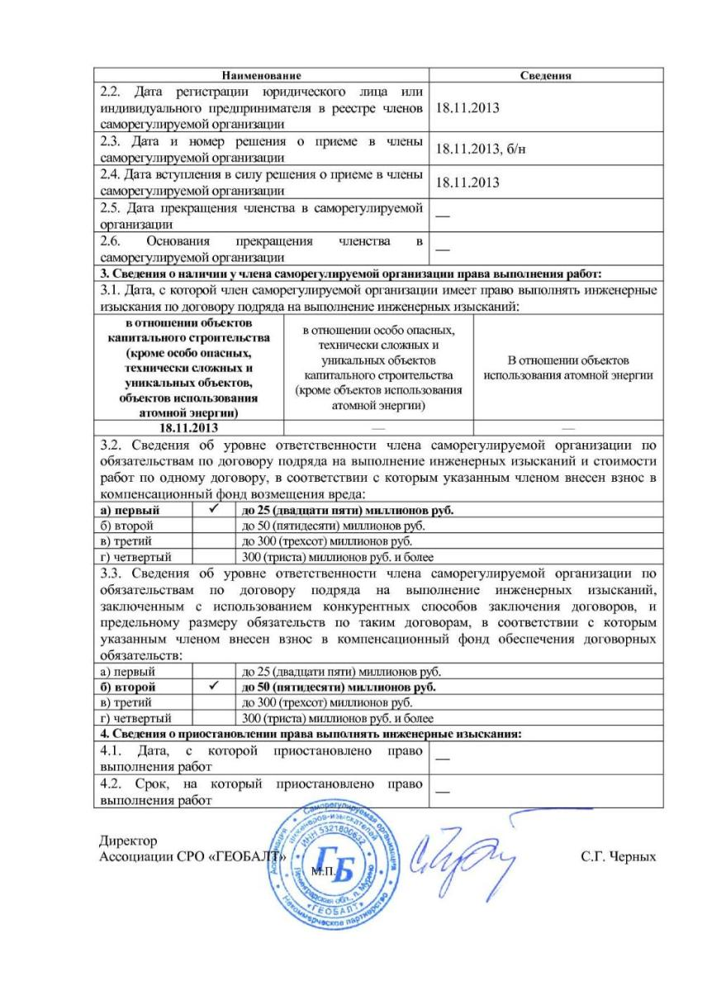 Наименование Сведения
2.2. Дата регистрации юридического лица или
индивидуального предпринимателя в реестре членов
саморегулируемой организации
18.11.2013
2.3. Дата и номер решения о приеме в члены
саморегулируемой организации
18.11.2013, б/н
2.4. Дата вступления в силу решения о приеме в члены
саморегулируемой организации
18.11.2013
2.5. Дата прекращения членства в саморегулируемой
организации
—
2.6. Основания прекращения членства в
саморегулируемой организации
—
3. Сведения о наличии у члена саморегулируемой организации права выполнения работ:
3.1. Дата, с которой член саморегулируемой организации имеет право выполнять инженерные
изыскания по договору подряда на выполнение инженерных изысканий:
в отношении объектов
капитального строительства
(кроме особо опасных,
технически сложных и
уникальных объектов,
объектов использования
атомной энергии)
в отношении особо опасных,
технически сложных и
уникальных объектов
капитального строительства
(кроме объектов использования
атомной энергии)
В отношении объектов
использования атомной энергии
18.11.2013 — —
3.2. Сведения об уровне ответственности члена саморегулируемой организации по
обязательствам по договору подряда на выполнение инженерных изысканий и стоимости
работ по одному договору, в соответствии с которым указанным членом внесен взнос в
компенсационный фонд возмещения вреда:
а) первый ✓ до 25 (двадцати пяти) миллионов руб.
б) второй до 50 (пятидесяти) миллионов руб.
в) третий до 300 (трехсот) миллионов руб.
г) четвертый 300 (триста) миллионов руб. и более
3.3. Сведения об уровне ответственности члена саморегулируемой организации по
обязательствам по договору подряда на выполнение инженерных изысканий,
заключенным с использованием конкурентных способов заключения договоров, и
предельному размеру обязательств по таким договорам, в соответствии с которым
указанным членом внесен взнос в компенсационный фонд обеспечения договорных
обязательств:
а) первый до 25 (двадцати пяти) миллионов руб.
б) второй ✓ до 50 (пятидесяти) миллионов руб.
в) третий до 300 (трехсот) миллионов руб.
г) четвертый 300 (триста) миллионов руб. и более
4. Сведения о приостановлении права выполнять инженерные изыскания:
4.1. Дата, с которой приостановлено право
выполнения работ
—
4.2. Срок, на который приостановлено право
выполнения работ
—
Директор
Ассоциации СРО «ГЕОБАЛТ» С.Г. Черных
М.П.
Ассоциация • Саморегулируемая организация •
Некоммерческое партнерство
инженеров-изыскателей
«ГЕОБАЛТ»
ИНН 5321800632
Ленинградская обл., п. Мурино
ГБ